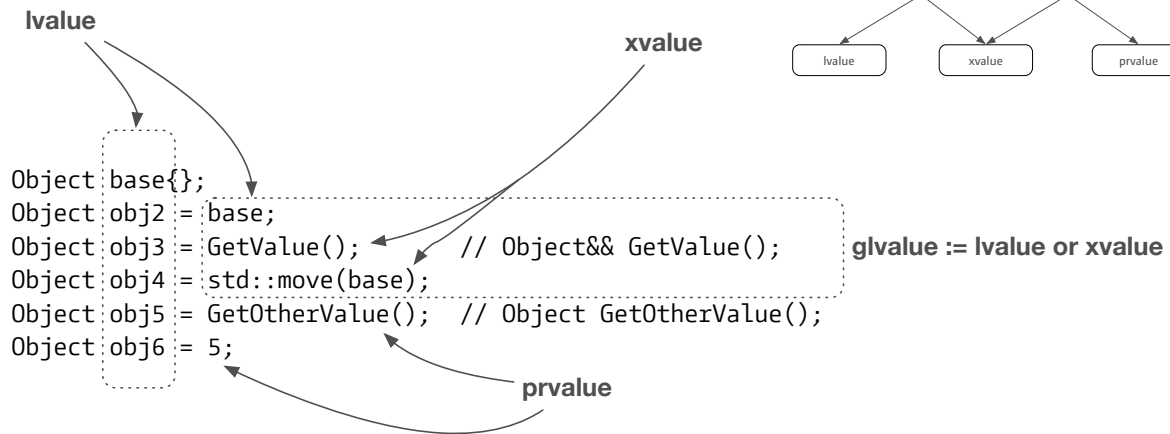 lvalue
xvalue
lvalue
xvalue
prvalue
Object base{};
Object obj2 = base;
Object obj3 = GetValue(); // Object&& GetValue();
glvalue := lvalue or xvalue
Object obj4 = std::move(base);
Object obj5 = GetOtherValue(); // Object GetOtherValue();
Object obj6 = 5;
prvalue